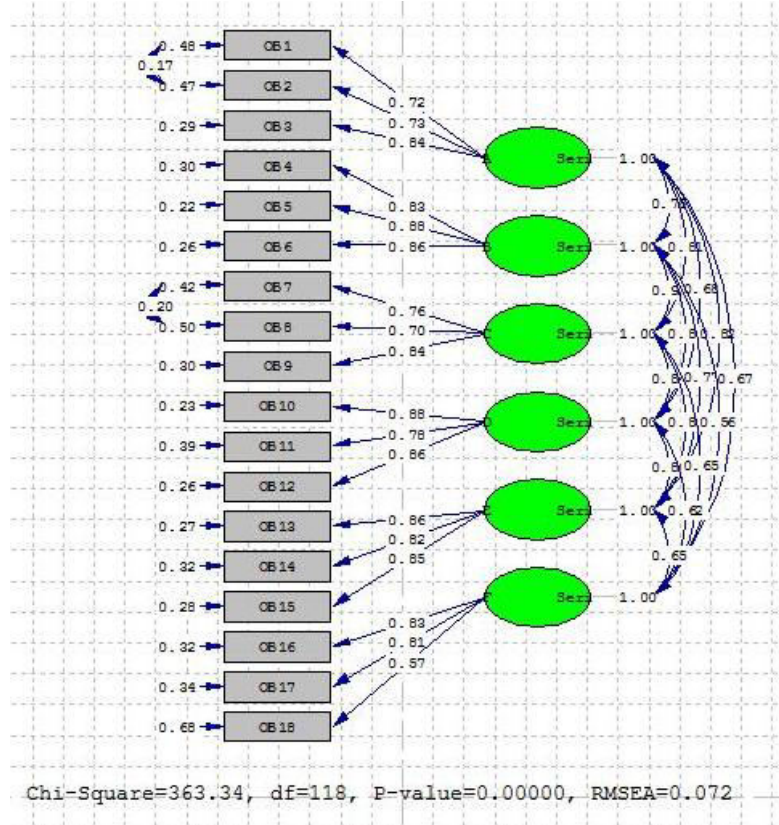 0.48 OB1
0.17
0.47 OB2
0.29 OB3
0.30 OB4
0.22 OB5
0.26 OB6
0.42 OB7
0.20
0.50 OB8
0.30 OB9
0.23 OB10
0.39 OB11
0.26 OB12
0.27 OB13
0.32 OB14
0.28 OB15
0.32 OB16
0.34 OB17
0.68 OB18
0.72
0.73
0.84
0.83
0.88
0.86
0.76
0.70
0.84
0.88
0.78
0.86
0.86
0.82
0.85
0.83
0.81
0.57
1.00
1.00
1.00
1.00
1.00
1.00
0.81
0.68
0.82
0.67
0.56
0.65
0.62
0.65
Chi-Square=363.34, df=118, P-value=0.00000, RMSEA=0.072